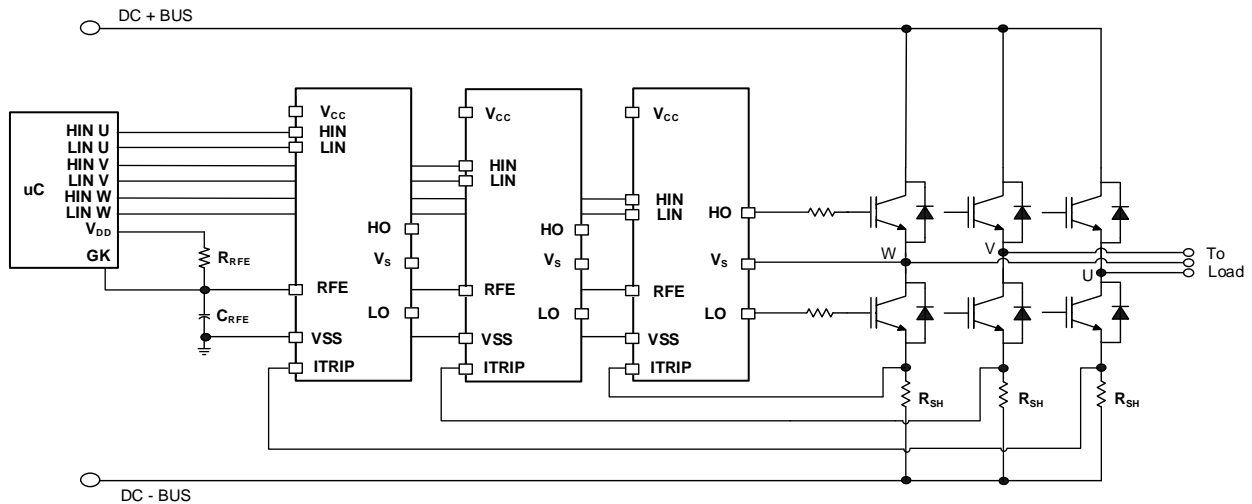 DC + BUS
uC
HIN U
LIN U
HIN V
LIN V
HIN W
LIN W
VDD
GK
RRFE
CRFE
VCC
HIN
LIN
HO
VS
RFE
LO
VSS
ITRIP
VCC
HIN
LIN
HO
VS
RFE
LO
VSS
ITRIP
VCC
HIN
LIN
HO
VS
RFE
LO
VSS
ITRIP
W
V
U
To
Load
RSH
RSH
RSH
DC - BUS